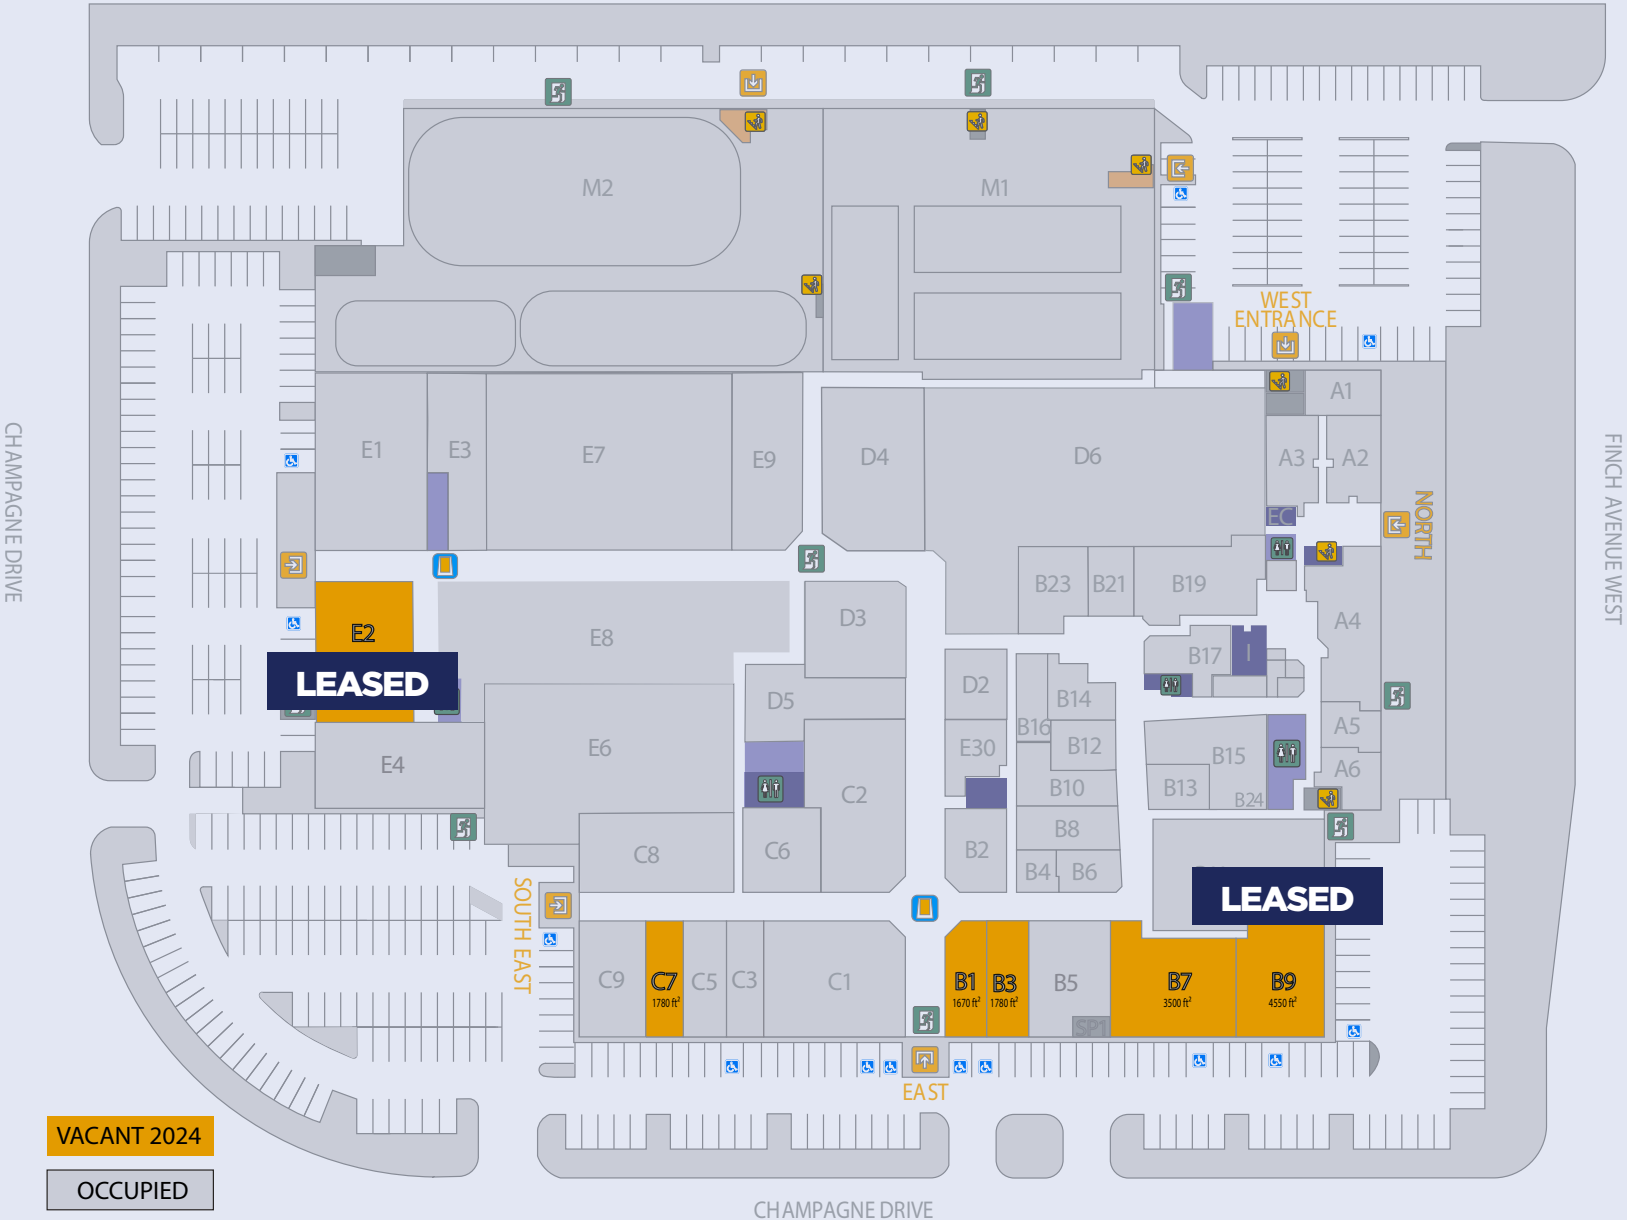 M2
M1
WEST
ENTRANCE
A1
E1
E3
E7
E9
D4
D6
A3
A2
CHAMPAGNE DRIVE
FINCH AVENUE WEST
NORTH
EC
B23
B21
B19
E2
E8
D3
A4
B17
I
LEASED
D5
D2
B14
B16
A5
E4
E6
E30
B12
B15
A6
C2
B10
B13
B24
C8
C6
B2
B8
B4
B6
LEASED
SOUTH EAST
C9
C7
1780 ft²
C5
C3
C1
B1
1670 ft²
B3
1780 ft²
B5
SP1
B7
3500 ft²
B9
4550 ft²
EAST
VACANT 2024
OCCUPIED
CHAMPAGNE DRIVE